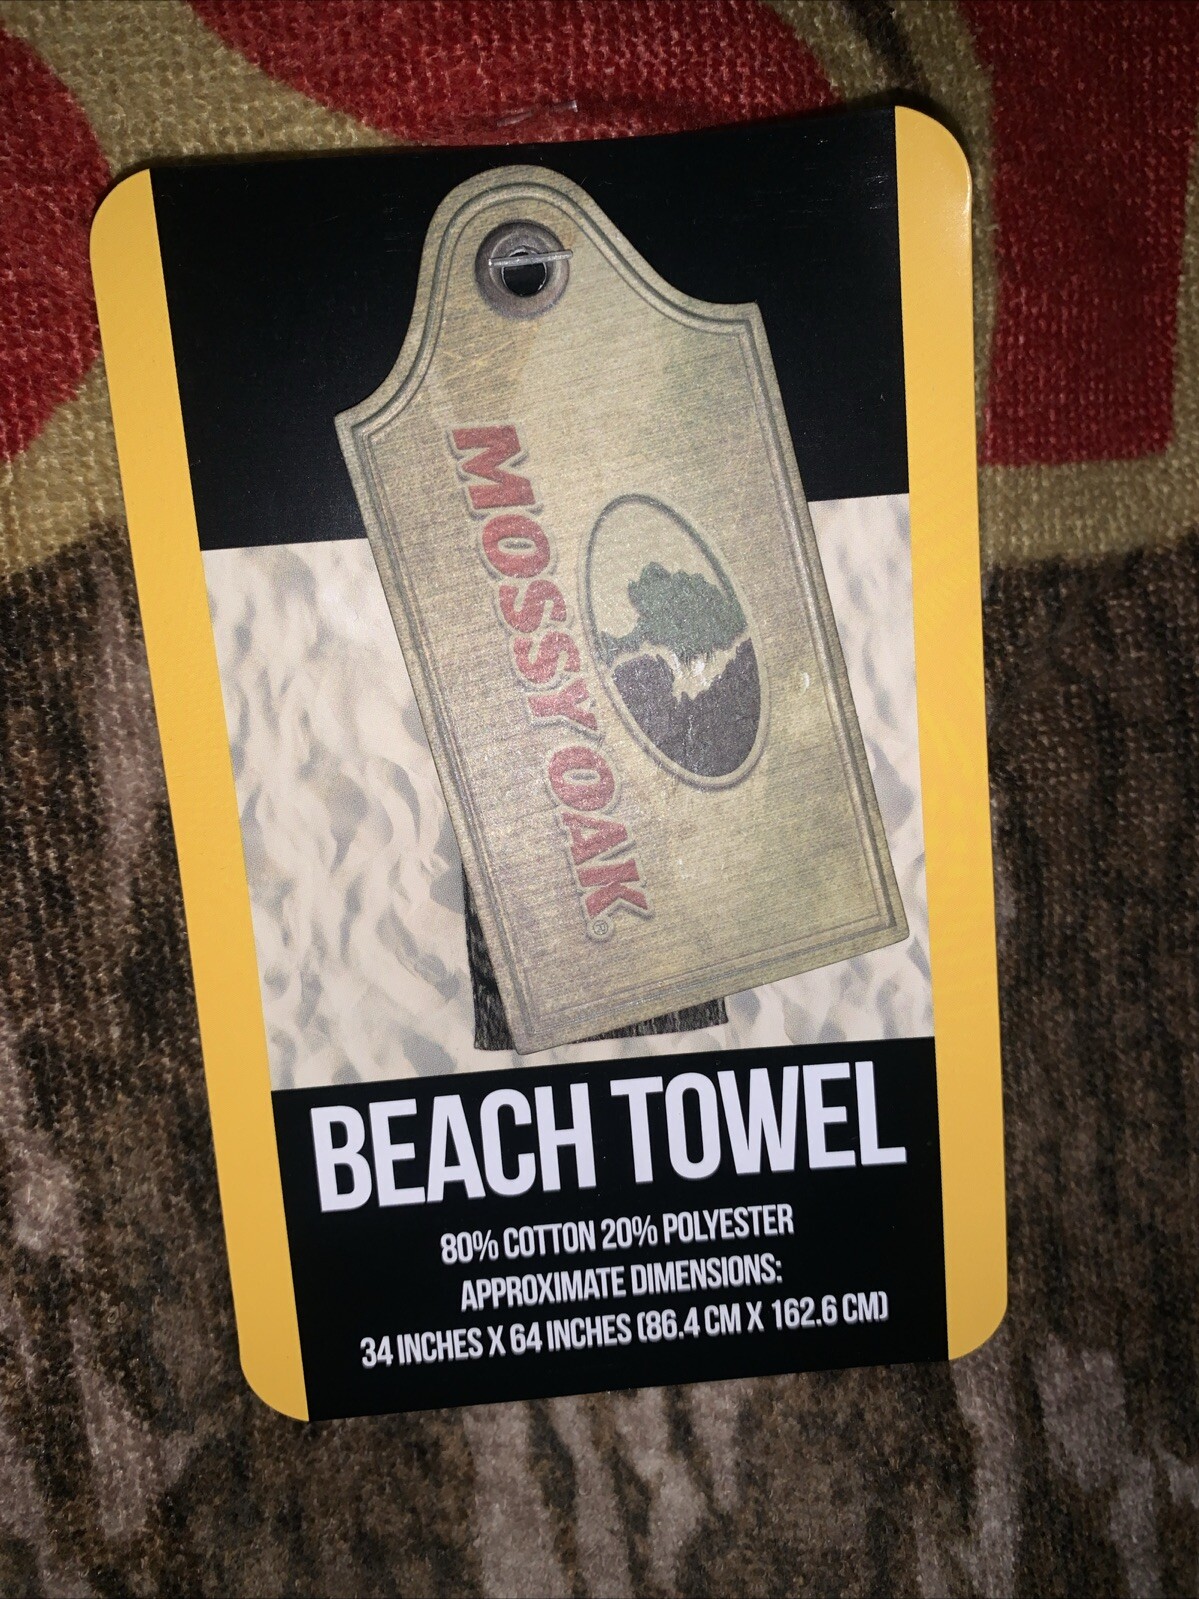 MOSSY OAK®
BEACH TOWEL
80% COTTON 20% POLYESTER
APPROXIMATE DIMENSIONS:
34 INCHES X 64 INCHES (86.4 CM X 162.6 CM)